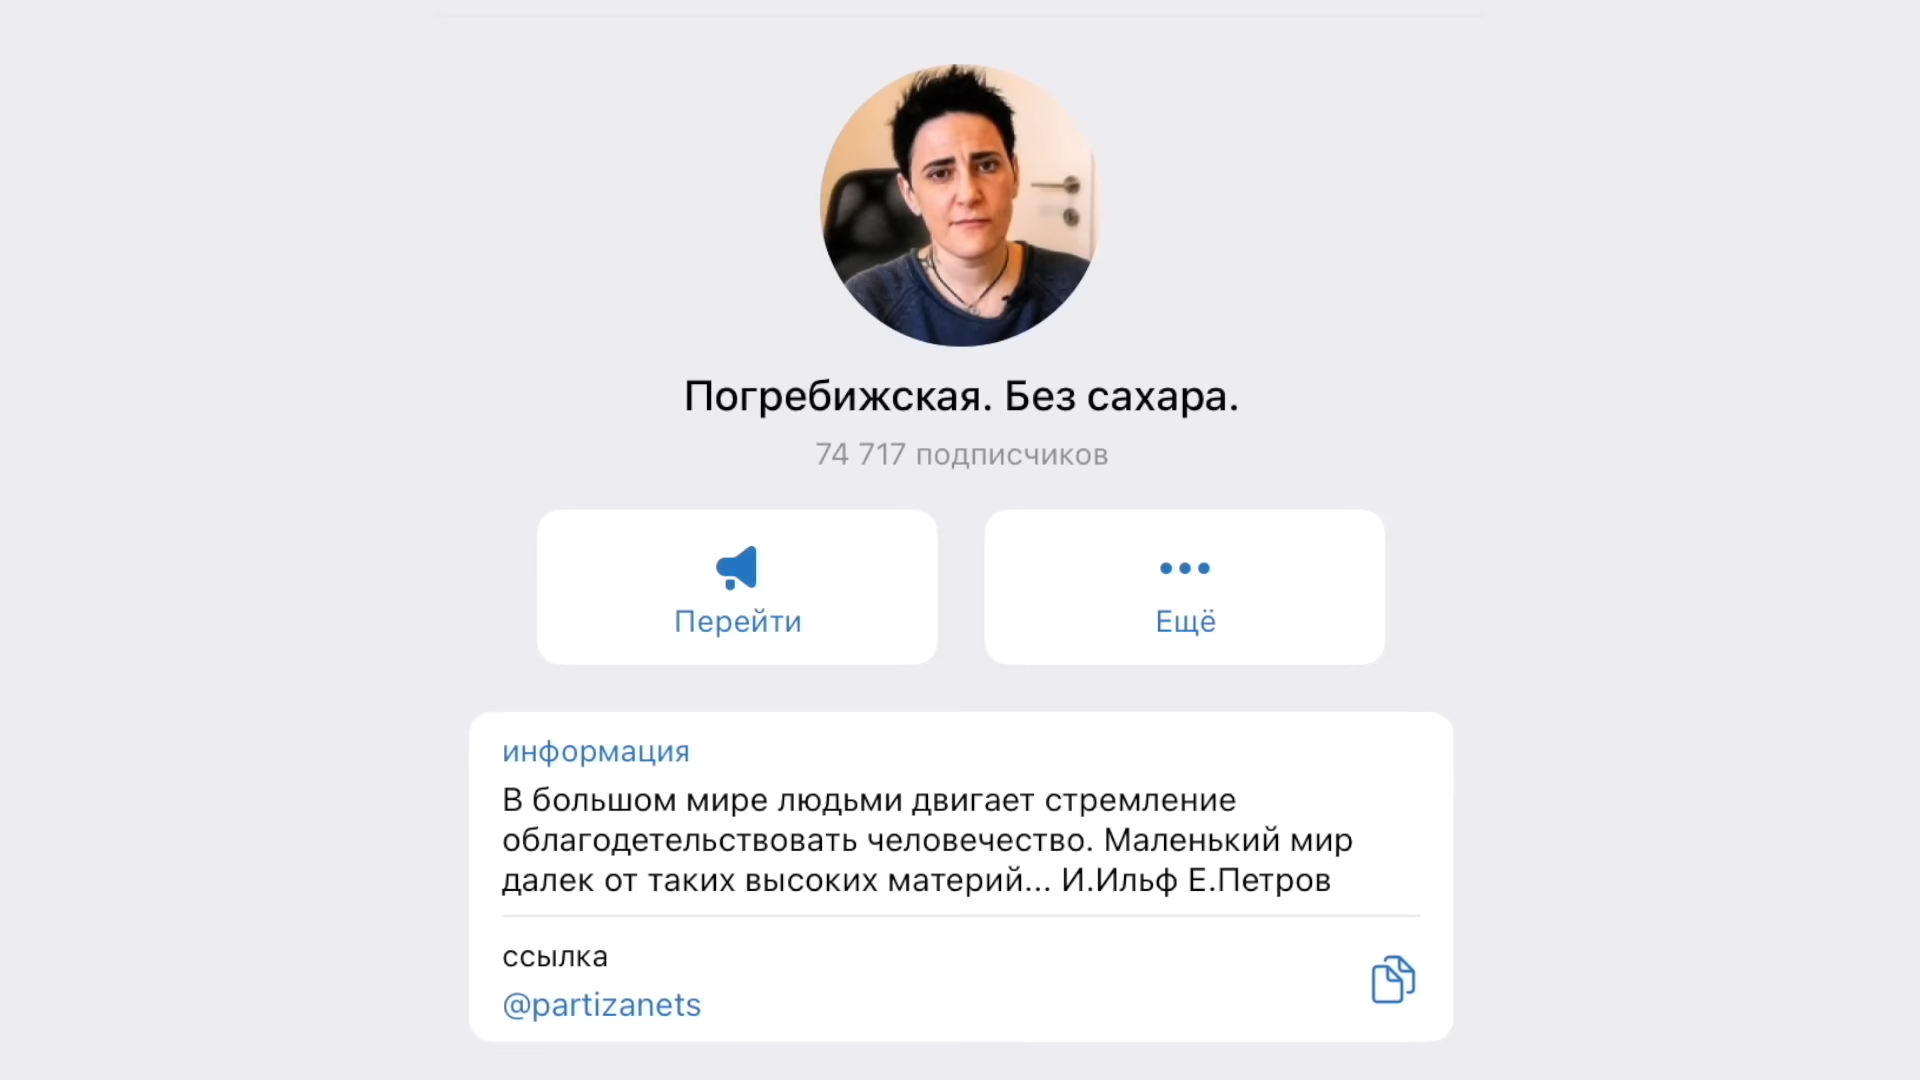 Погребижская. Без сахара.
74 717 подписчиков
Перейти
Ещё
информация
В большом мире людьми двигает стремление
облагодетельствовать человечество. Маленький мир
далек от таких высоких материй... И.Ильф Е.Петров
ссылка
@partizanets